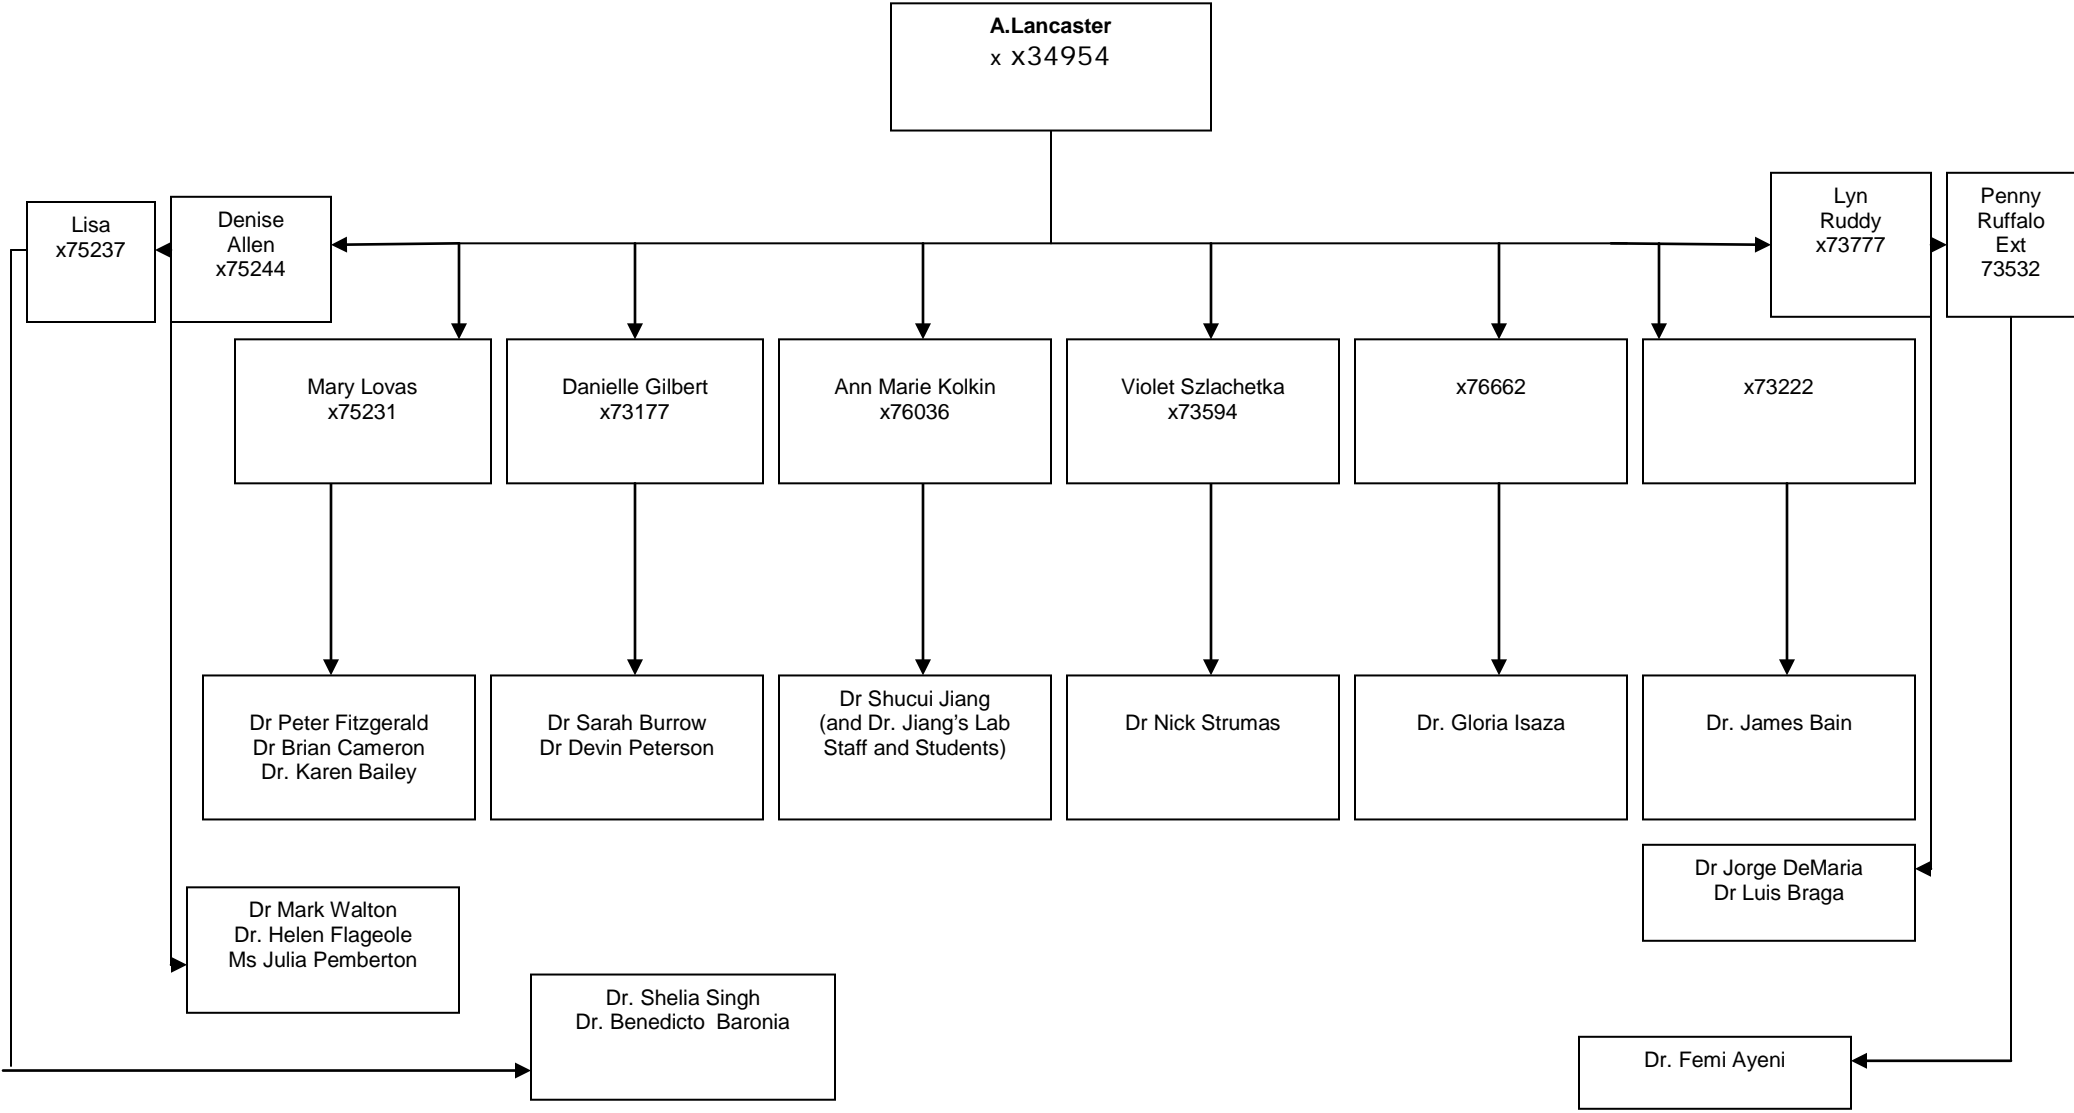 A.Lancaster
x x34954
Lisa
x75237
Denise
Allen
x75244
Lyn
Ruddy
x73777
Penny
Ruffalo
Ext
73532
Mary Lovas
x75231
Danielle Gilbert
x73177
Ann Marie Kolkin
x76036
Violet Szlachetka
x73594
x76662
x73222
Dr Peter Fitzgerald
Dr Brian Cameron
Dr. Karen Bailey
Dr Sarah Burrow
Dr Devin Peterson
Dr Shucui Jiang
(and Dr. Jiang’s Lab
Staff and Students)
Dr Nick Strumas
Dr. Gloria Isaza
Dr. James Bain
Dr Jorge DeMaria
Dr Luis Braga
Dr Mark Walton
Dr. Helen Flageole
Ms Julia Pemberton
Dr. Shelia Singh
Dr. Benedicto  Baronia
Dr. Femi Ayeni